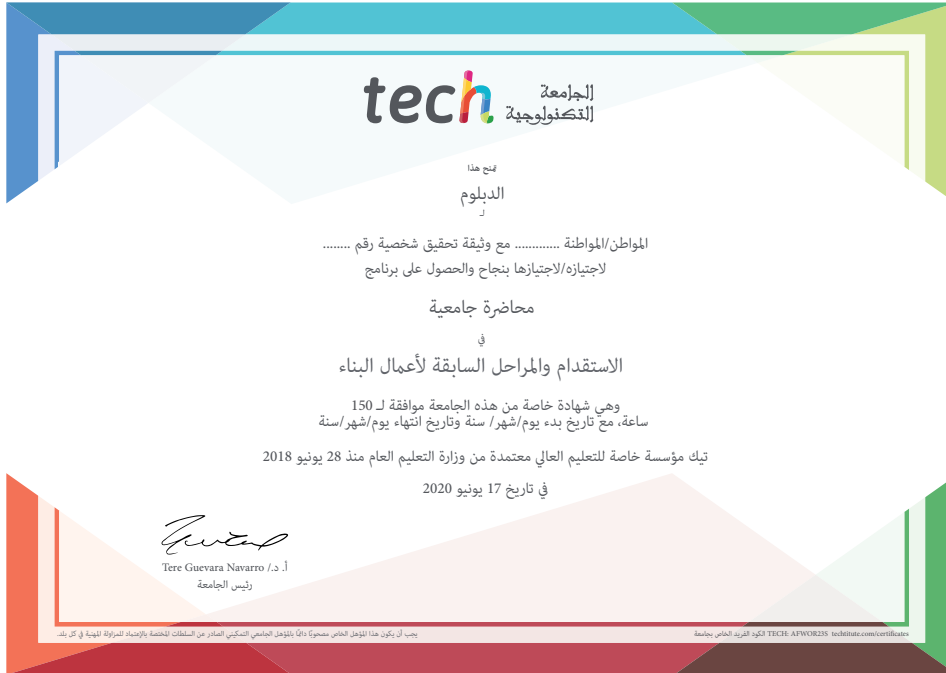 tech الجامعة
التكنولوجية
تمنح هذا
الدبلوم
لـ
المواطن/المواطنة ............. مع وثيقة تحقيق شخصية رقم ........
لاجتيازه/لاجتيازها بنجاح والحصول على برنامج
محاضرة جامعية
في
الاستقدام والمراحل السابقة لأعمال البناء
وهي شهادة خاصة من هذه الجامعة موافقة لـ 150
ساعة، مع تاريخ بدء يوم/شهر/ سنة وتاريخ انتهاء يوم/شهر/سنة
تيك مؤسسة خاصة للتعليم العالي معتمدة من وزارة التعليم العام منذ 28 يونيو 2018
في تاريخ 17 يونيو 2020
أ. د./ Tere Guevara Navarro
رئيس الجامعة
يجب أن يكون هذا المؤهل الخاص مصحوبًا دائمًا بالمؤهل الجامعي التمكيني الصادر عن السلطات المختصة بالإعتماد للمزاولة المهنية في كل بلد.
الكود الفريد الخاص بجامعة TECH: AFWOR23S techtitute.com/certificates